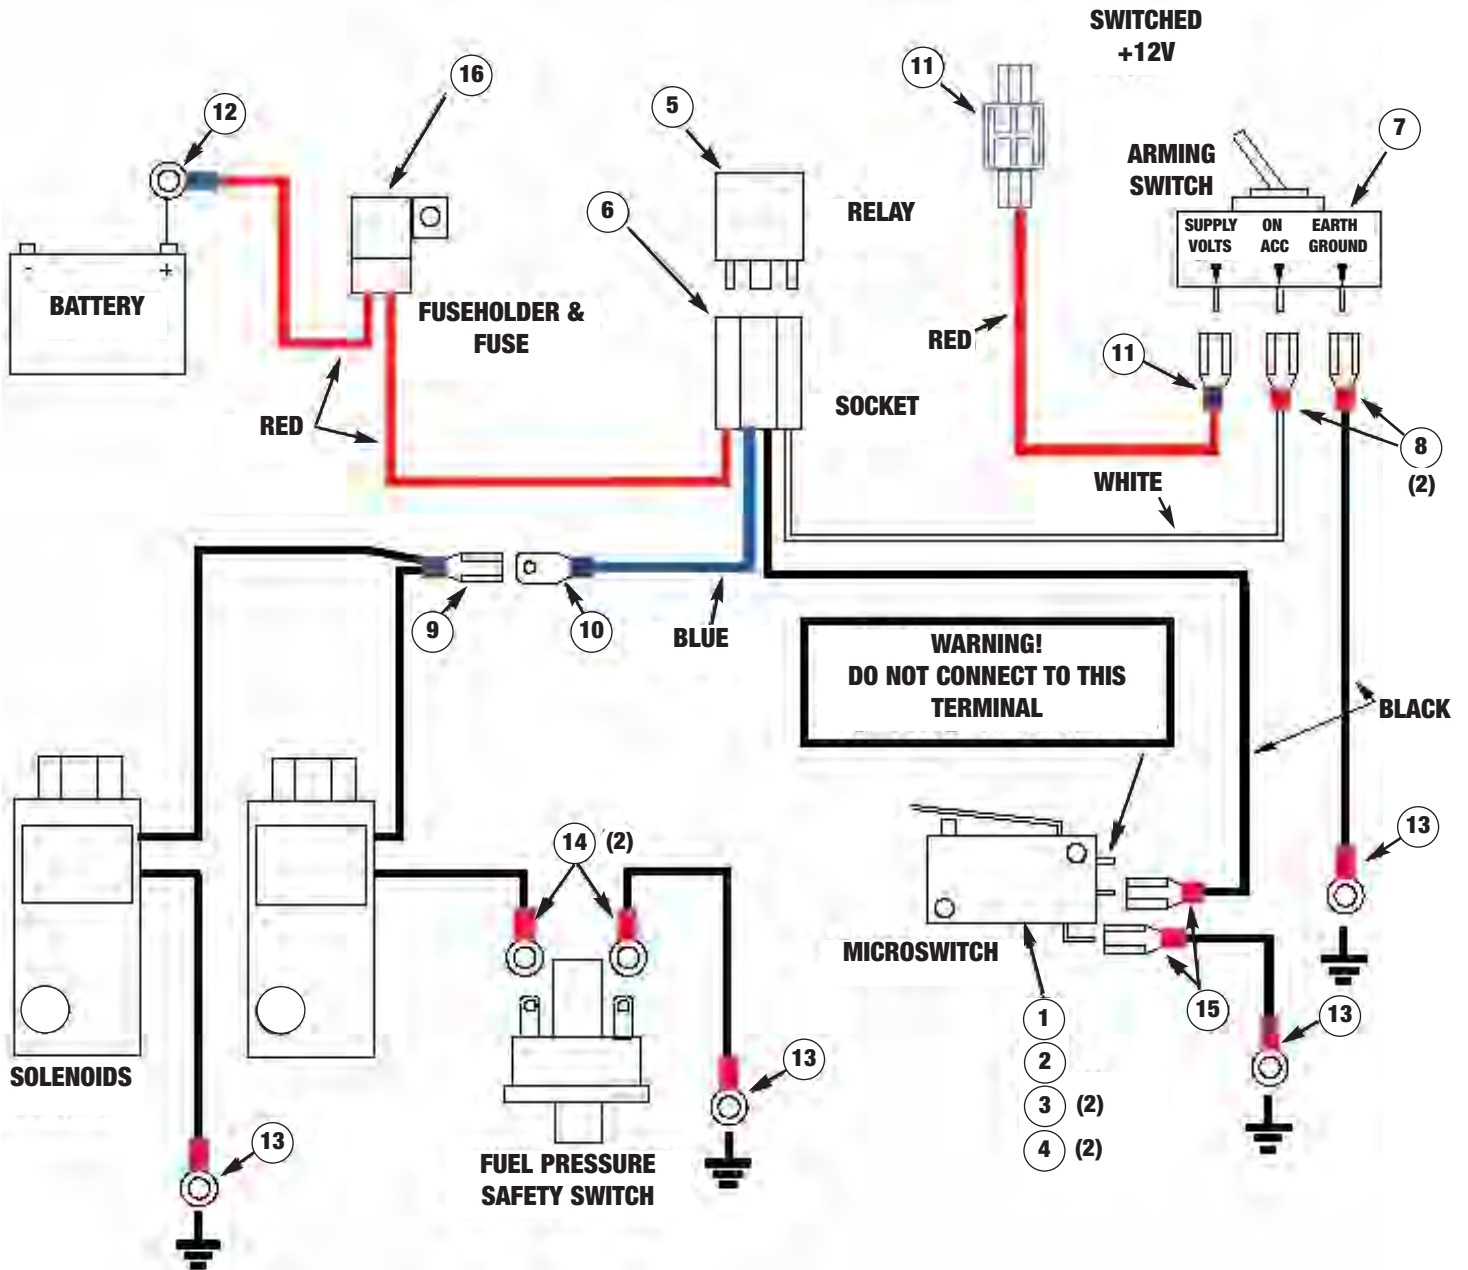 SWITCHED
+12V
16
11
12
5
7
ARMING
SWITCH
6
RELAY
SUPPLY
VOLTS
ON
ACC
EARTH
GROUND
-
+
BATTERY
FUSEHOLDER &
FUSE
RED
11
SOCKET
RED
8
(2)
WHITE
9
10
BLUE
WARNING!
DO NOT CONNECT TO THIS
TERMINAL
BLACK
14 (2)
13
MICROSWITCH
15
13
1
2
3 (2)
4 (2)
13
SOLENOIDS
13
FUEL PRESSURE
SAFETY SWITCH